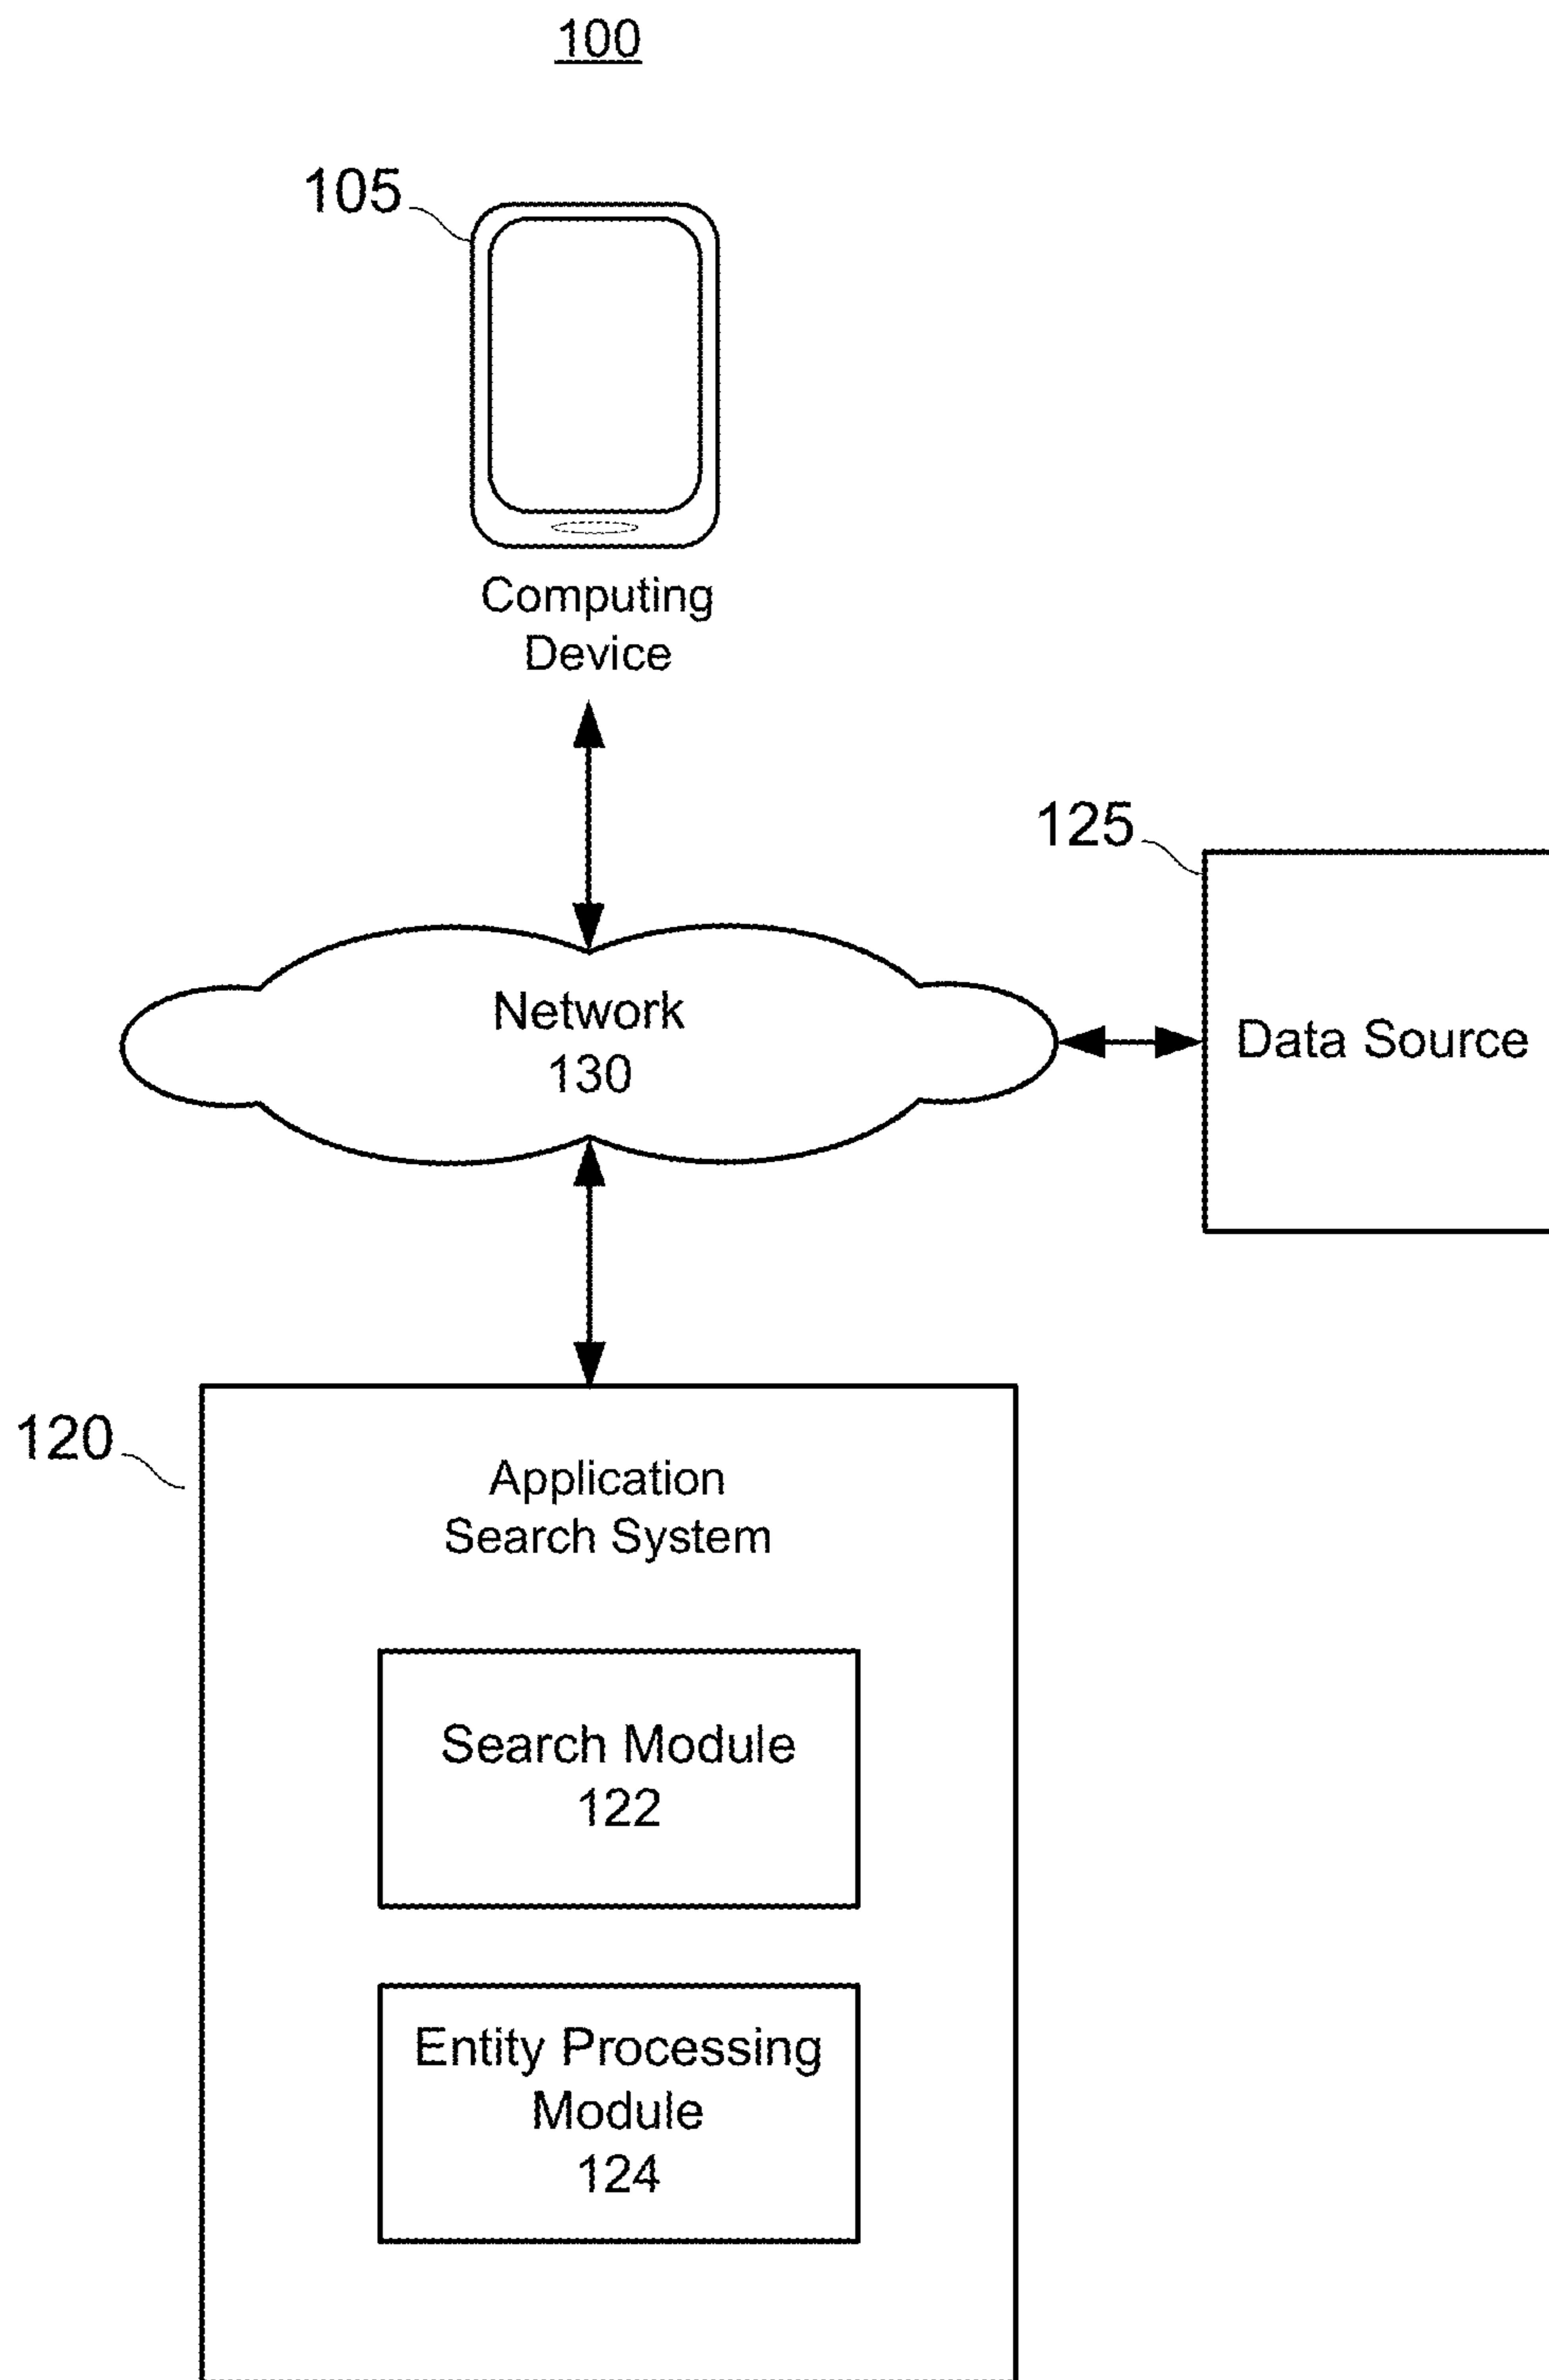 100
105
Computing
Device
125
Network
130
Data Source
120
Application
Search System
Search Module
122
Entity Processing
Module
124